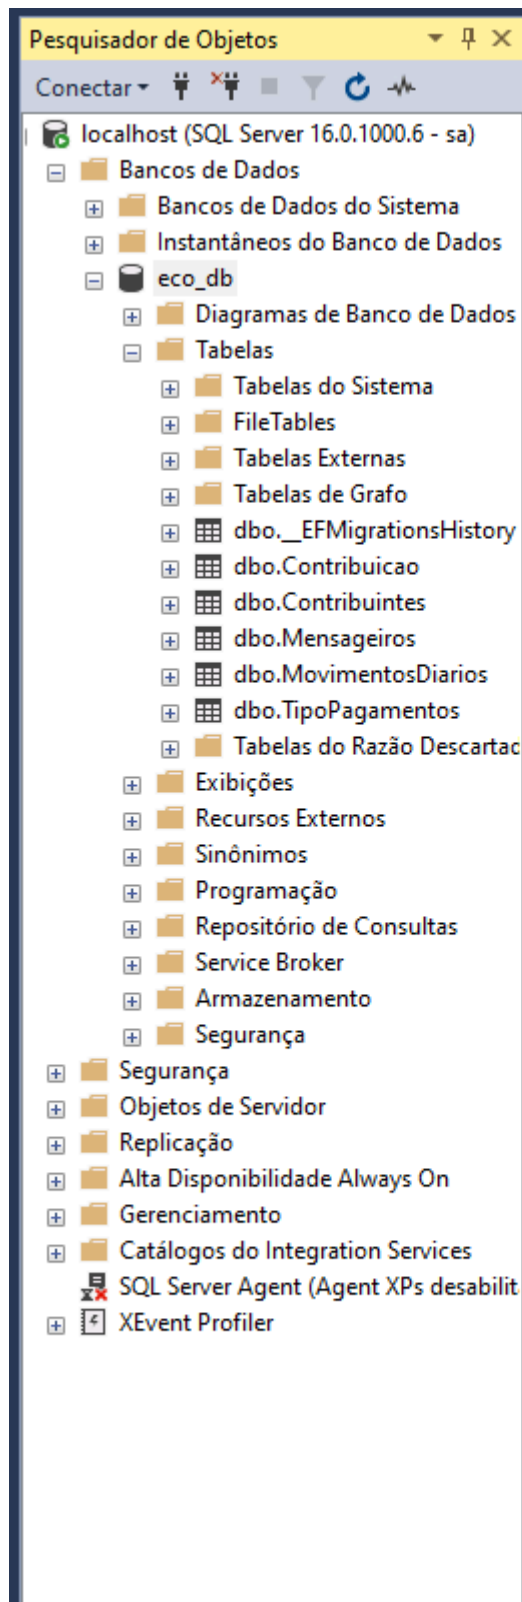 Pesquisador de Objetos
Conectar
localhost (SQL Server 16.0.1000.6 - sa)
Bancos de Dados
Bancos de Dados do Sistema
Instantâneos do Banco de Dados
eco_db
Diagramas de Banco de Dados
Tabelas
Tabelas do Sistema
FileTables
Tabelas Externas
Tabelas de Grafo
dbo.__EFMigrationsHistory
dbo.Contribuicao
dbo.Contribuintes
dbo.Mensageiros
dbo.MovimentosDiarios
dbo.TipoPagamentos
Tabelas do Razão Descartad
Exibições
Recursos Externos
Sinônimos
Programação
Repositório de Consultas
Service Broker
Armazenamento
Segurança
Segurança
Objetos de Servidor
Replicação
Alta Disponibilidade Always On
Gerenciamento
Catálogos do Integration Services
SQL Server Agent (Agent XPs desabilit
XEvent Profiler